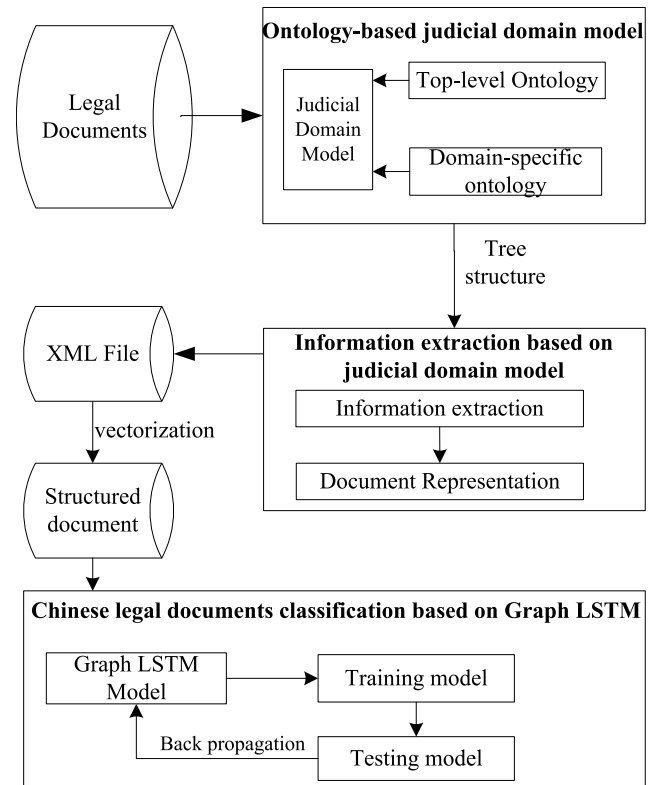 Ontology-based judicial domain model
Legal
Documents
Judicial
Domain
Model
Top-level Ontology
Domain-specific
ontology
Tree
structure
XML File
Information extraction based on
judicial domain model
Information extraction
Document Representation
vectorization
Structured
document
Chinese legal documents classification based on Graph LSTM
Graph LSTM
Model
Training model
Back propagation
Testing model